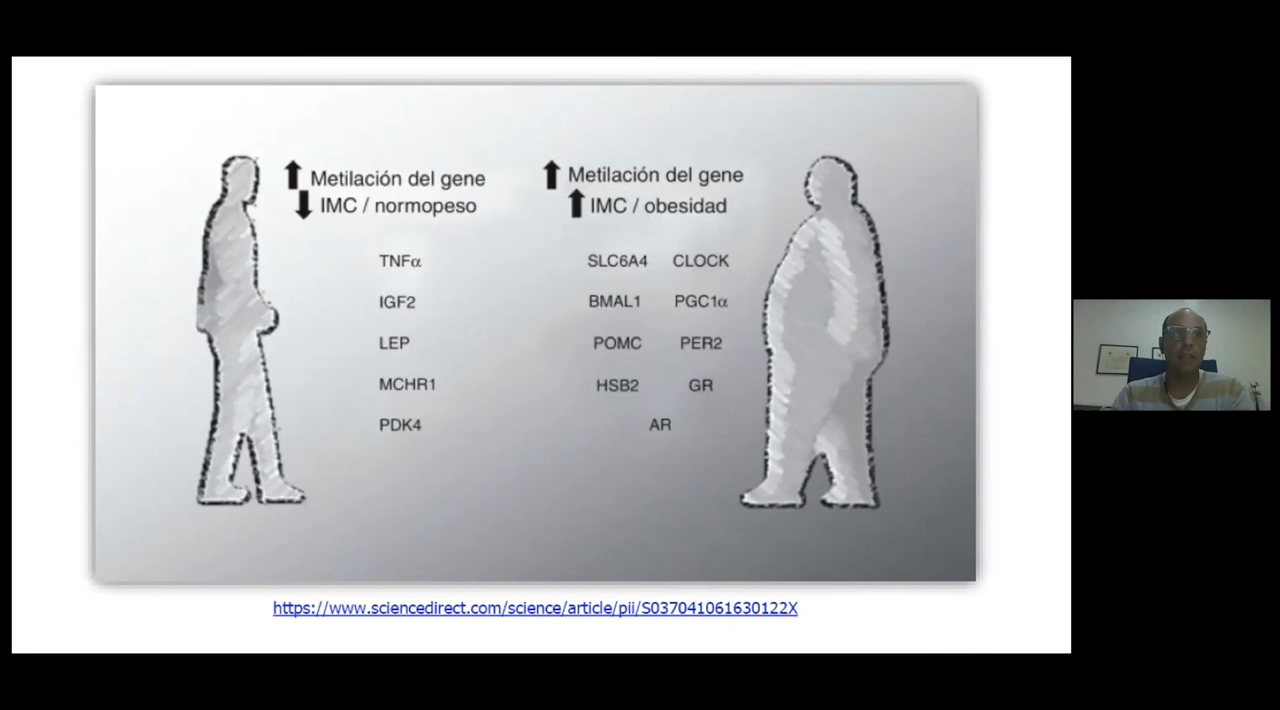 Metilación del gene
IMC / normopeso
TNFα
IGF2
LEP
MCHR1
PDK4
Metilación del gene
IMC / obesidad
SLC6A4 CLOCK
BMAL1 PGC1α
POMC PER2
HSB2 GR
AR
https://www.sciencedirect.com/science/article/pii/S037041061630122X